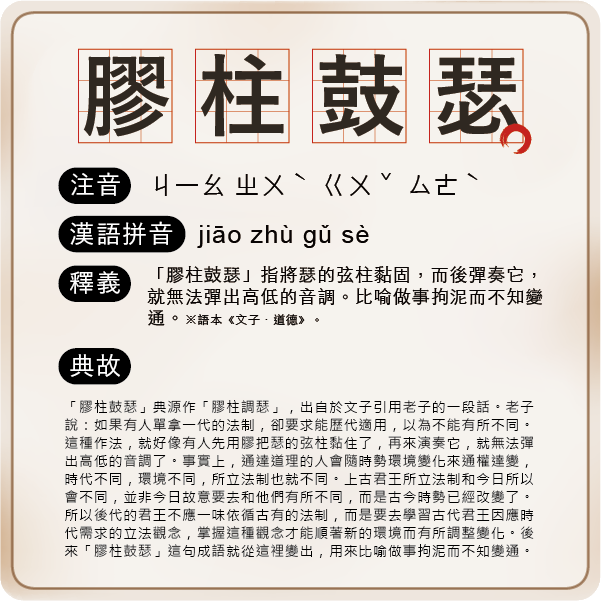 膠柱鼓瑟
注音 ㄐ一ㄠ ㄓㄨˋ ㄍㄨˇ ㄙㄜˋ
漢語拼音 jiāo zhù gǔ sè
釋義 「膠柱鼓瑟」指將瑟的弦柱黏固，而後彈奏它，
就無法彈出高低的音調。比喻做事拘泥而不知變
通。※語本《文子．道德》。
典故
「膠柱鼓瑟」典源作「膠柱調瑟」，出自於文子引用老子的一段話。老子
說：如果有人單拿一代的法制，卻要求能歷代適用，以為不能有所不同。
這種作法，就好像有人先用膠把瑟的弦柱黏住了，再來演奏它，就無法彈
出高低的音調了。事實上，通達道理的人會隨時勢環境變化來通權達變，
時代不同，環境不同，所立法制也就不同。上古君王所立法制和今日所以
會不同，並非今日故意要去和他們有所不同，而是古今時勢已經改變了。
所以後代的君王不應一味依循古有的法制，而是要去學習古代君王因應時
代需求的立法觀念，掌握這種觀念才能順著新的環境而有所調整變化。後
來「膠柱鼓瑟」這句成語就從這裡變出，用來比喻做事拘泥而不知變通。